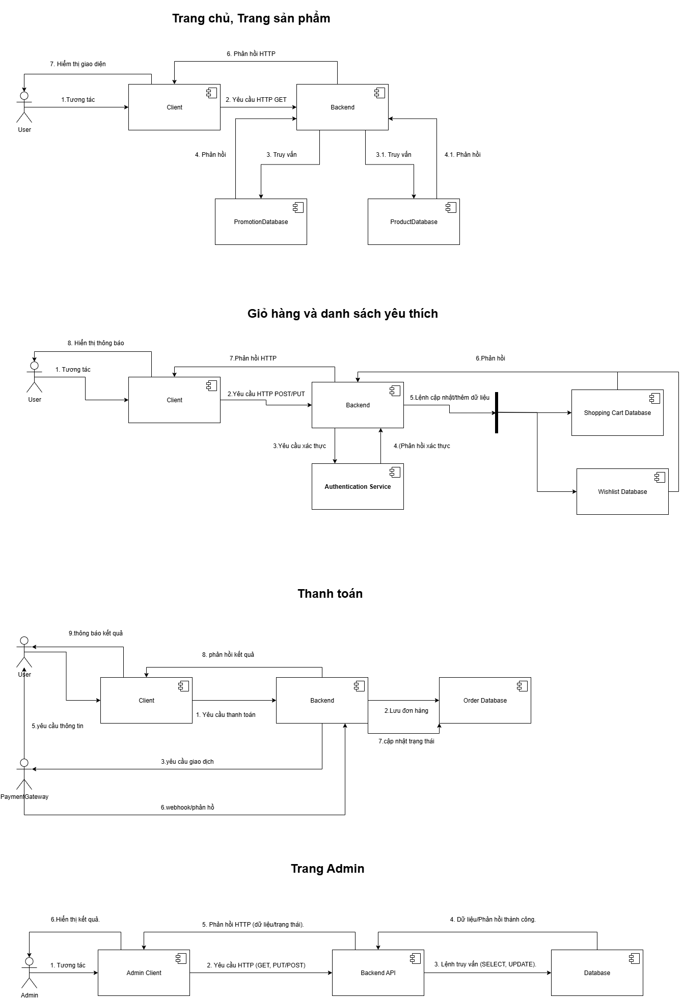 Trang chủ, Trang sản phẩm
6. Phản hồi HTTP
7. Hiểm thị giao diện
1.Tương tác
2. Yêu cầu HTTP GET
Client
Backend
User
4. Phản hồi
3. Truy vấn
3.1. Truy vấn
4.1. Phản hồi
PromotionDatabase
ProductDatabase
Giỏ hàng và danh sách yêu thích
8. Hiển thị thông báo
7.Phản hồi HTTP
6.Phản hồi
1. Tương tác
2.Yêu cầu HTTP POST/PUT
5.Lệnh cập nhật/thêm dữ liệu
User
Client
Backend
Shopping Cart Database
3.Yêu cầu xác thực
4.(Phản hồi xác thực
Authentication Service
Wishlist Database
Thanh toán
9.thông báo kết quả
8. phản hồi kết quả
User
Client
Backend
Order Database
1. Yêu cầu thanh toán
2.Lưu đơn hàng
5.yêu cầu thông tin
7.cập nhật trạng thái
3.yêu cầu giao dịch
PaymentGateway
6.webhook/phản hồ
Trang Admin
6.Hiển thị kết quả.
5. Phản hồi HTTP (dữ liệu/trạng thái).
4. Dữ liệu/Phản hồi thành công.
1. Tương tác
2. Yêu cầu HTTP (GET, PUT/POST)
3. Lệnh truy vấn (SELECT, UPDATE).
Admin Client
Backend API
Database
Admin